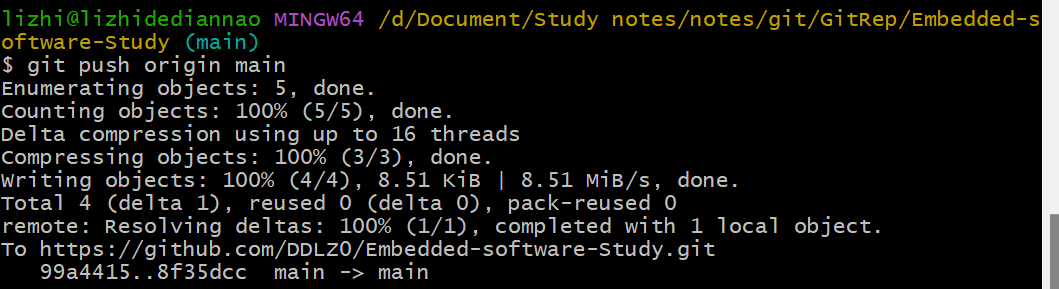 lizhi@lizhidediannao MINGW64 /d/Document/Study notes/notes/git/GitRep/Embedded-s
oftware-Study (main)
$ git push origin main
Enumerating objects: 5, done.
Counting objects: 100% (5/5), done.
Delta compression using up to 16 threads
Compressing objects: 100% (3/3), done.
Writing objects: 100% (4/4), 8.51 KiB | 8.51 MiB/s, done.
Total 4 (delta 1), reused 0 (delta 0), pack-reused 0
remote: Resolving deltas: 100% (1/1), completed with 1 local object.
To https://github.com/DDLZ0/Embedded-software-Study.git
   99a4415..8f35dcc  main -> main